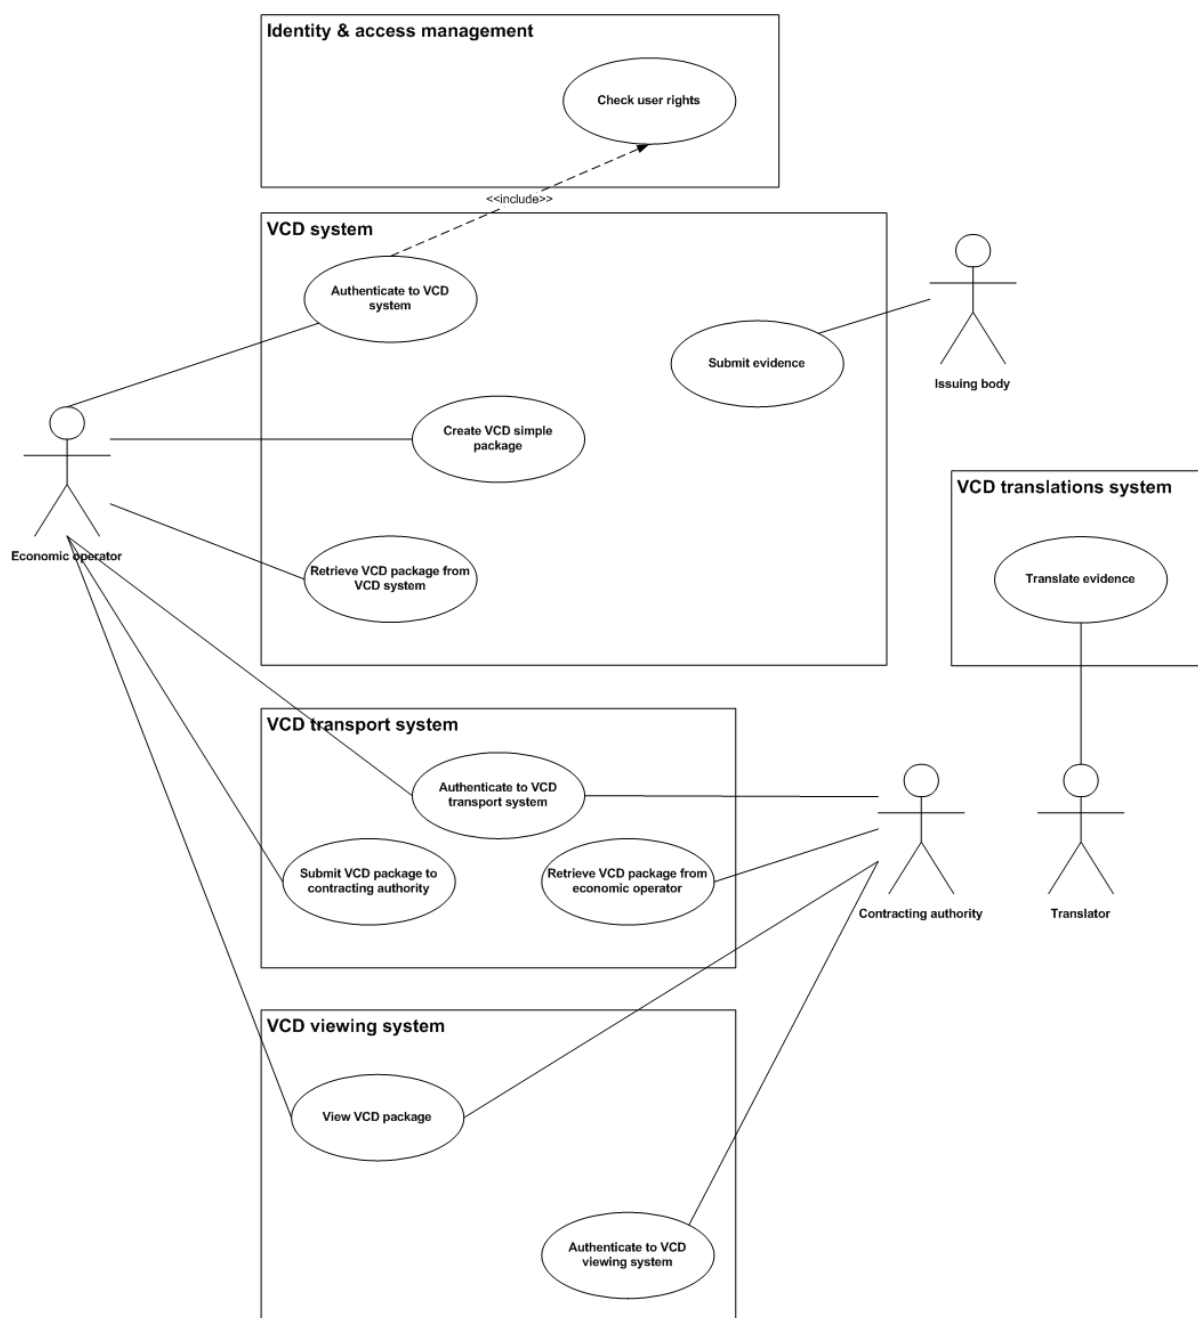 Identity & access management
Check user rights
<<include>>
VCD system
Authenticate to VCD
system
Submit evidence
Issuing body
Create VCD simple
package
Economic operator
Retrieve VCD package from
VCD system
VCD translations system
Translate evidence
VCD transport system
Authenticate to VCD
transport system
Submit VCD package to
contracting authority
Retrieve VCD package from
economic operator
Contracting authority
Translator
VCD viewing system
View VCD package
Authenticate to VCD
viewing system